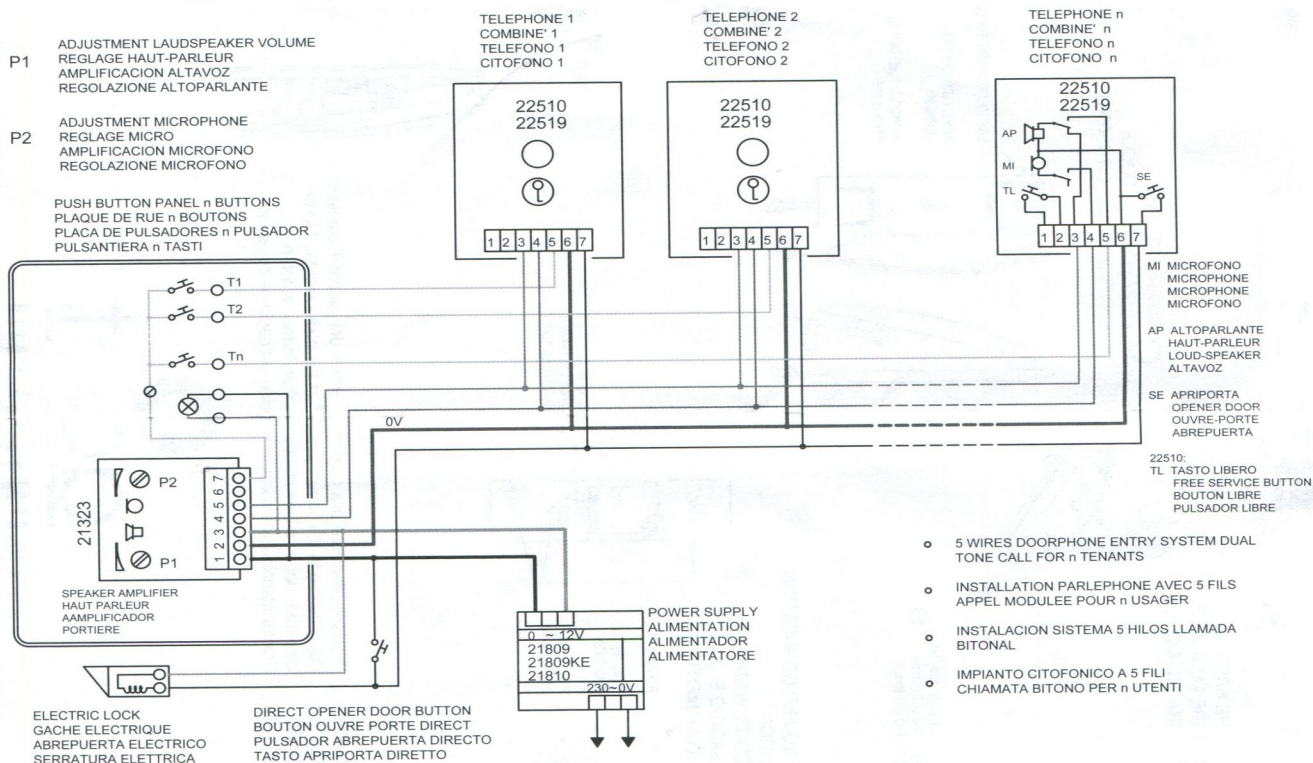 P1
ADJUSTMENT LAUDSPEAKER VOLUME
REGLAGE HAUT-PARLEUR
AMPLIFICACION ALTAVOZ
REGOLAZIONE ALTOPARLANTE
P2
ADJUSTMENT MICROPHONE
REGLAGE MICRO
AMPLIFICACION MICROFONO
REGOLAZIONE MICROFONO
PUSH BUTTON PANEL n BUTTONS
PLAQUE DE RUE n BOUTONS
PLACA DE PULSADORES n PULSADOR
PULSANTIERA n TASTI
TELEPHONE 1
COMBINE' 1
TELEFONO 1
CITOFONO 1
22510
22519
1 2 3 4 5 6 7
TELEPHONE 2
COMBINE' 2
TELEFONO 2
CITOFONO 2
22510
22519
1 2 3 4 5 6 7
TELEPHONE n
COMBINE' n
TELEFONO n
CITOFONO n
22510
22519
AP
MI
TL
SE
1 2 3 4 5 6 7
T1
T2
Tn
0V
21323
P2
P1
1 2 3 4 5 6 7
SPEAKER AMPLIFIER
HAUT PARLEUR
AAMPLIFICADOR
PORTIERE
ELECTRIC LOCK
GACHE ELECTRIQUE
ABREPUERTA ELECTRICO
SERRATURA ELETTRICA
DIRECT OPENER DOOR BUTTON
BOUTON OUVRE PORTE DIRECT
PULSADOR ABREPUERTA DIRECTO
TASTO APRIPORTA DIRETTO
0 ~ 12V
21809
21809KE
21810
230~0V
POWER SUPPLY
ALIMENTATION
ALIMENTADOR
ALIMENTATORE
MI MICROFONO
MICROPHONE
MICROPHONE
MICROFONO
AP ALTOPARLANTE
HAUT-PARLEUR
LOUD-SPEAKER
ALTAVOZ
SE APRIPORTA
OPENER DOOR
OUVRE-PORTE
ABREPUERTA
22510:
TL TASTO LIBERO
FREE SERVICE BUTTON
BOUTON LIBRE
PULSADOR LIBRE
5 WIRES DOORPHONE ENTRY SYSTEM DUAL
TONE CALL FOR n TENANTS
INSTALLATION PARLEPHONE AVEC 5 FILS
APPEL MODULEE POUR n USAGER
INSTALACION SISTEMA 5 HILOS LLAMADA
BITONAL
IMPIANTO CITOFONICO A 5 FILI
CHIAMATA BITONO PER n UTENTI